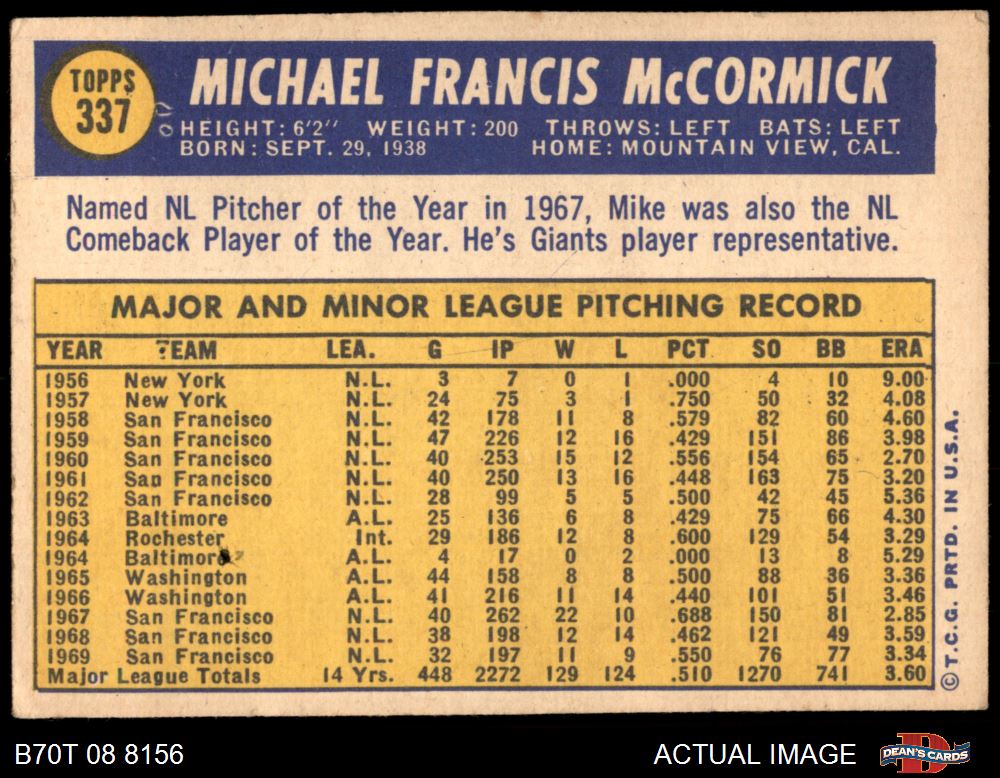 TOPPS
337
MICHAEL FRANCIS McCORMICK
HEIGHT: 6'2" WEIGHT: 200 THROWS: LEFT BATS: LEFT
BORN: SEPT. 29, 1938 HOME: MOUNTAIN VIEW, CAL.
Named NL Pitcher of the Year in 1967, Mike was also the NL
Comeback Player of the Year. He's Giants player representative.
MAJOR AND MINOR LEAGUE PITCHING RECORD
YEAR TEAM LEA. G IP W L PCT SO BB ERA
1956 New York N.L. 3 7 0 1 .000 4 10 9.00
1957 New York N.L. 24 75 3 1 .750 50 32 4.08
1958 San Francisco N.L. 42 178 11 8 .579 82 60 4.60
1959 San Francisco N.L. 47 226 12 16 .429 151 86 3.98
1960 San Francisco N.L. 40 253 15 12 .556 154 65 2.70
1961 San Francisco N.L. 40 250 13 16 .448 163 75 3.20
1962 San Francisco N.L. 28 99 5 5 .500 42 45 5.36
1963 Baltimore A.L. 25 136 6 8 .429 75 66 4.30
1964 Rochester Int. 29 186 12 8 .600 129 54 3.29
1964 Baltimore A.L. 4 17 0 2 .000 13 8 5.29
1965 Washington A.L. 44 158 8 8 .500 88 36 3.36
1966 Washington A.L. 41 216 11 14 .440 101 51 3.46
1967 San Francisco N.L. 40 262 22 10 .688 150 81 2.85
1968 San Francisco N.L. 38 198 12 14 .462 121 49 3.59
1969 San Francisco N.L. 32 197 11 9 .550 76 77 3.34
Major League Totals 14 Yrs. 448 2272 129 124 .510 1270 741 3.60
©T.C.G. PRTD. IN U.S.A.
B70T 08 8156
ACTUAL IMAGE
DEAN'S CARDS